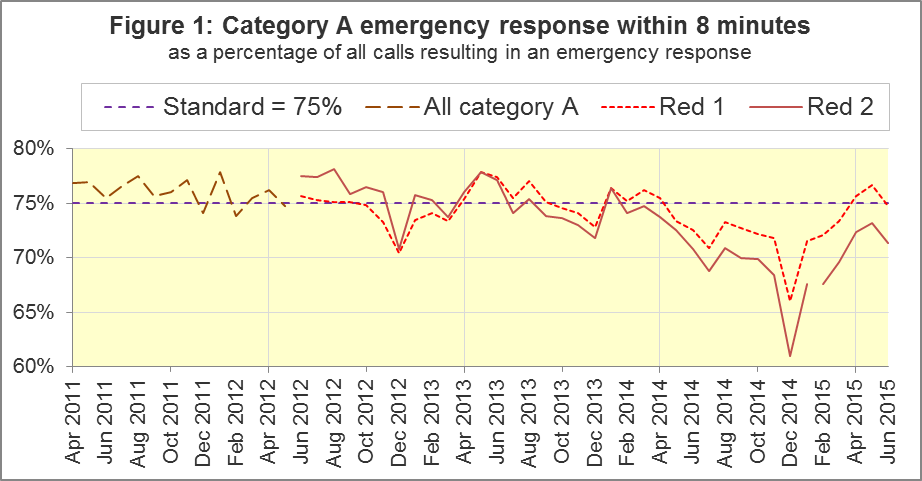 Figure 1: Category A emergency response within 8 minutes
as a percentage of all calls resulting in an emergency response
Standard = 75% All category A Red 1 Red 2
80%
75%
70%
65%
60%
Apr 2011
Jun 2011
Aug 2011
Oct 2011
Dec 2011
Feb 2012
Apr 2012
Jun 2012
Aug 2012
Oct 2012
Dec 2012
Feb 2013
Apr 2013
Jun 2013
Aug 2013
Oct 2013
Dec 2013
Feb 2014
Apr 2014
Jun 2014
Aug 2014
Oct 2014
Dec 2014
Feb 2015
Apr 2015
Jun 2015